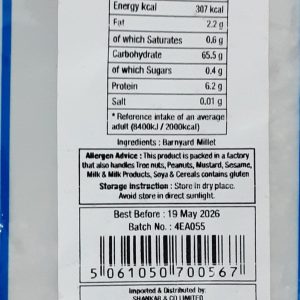 Energy kcal 307 kcal
Fat 2.2 g
of which Saturates 0.6 g
Carbohydrate 65.5 g
of which Sugars 0.4 g
Protein 6.2 g
Salt 0.01 g
* Reference intake of an average
adult (8400kJ / 2000kcal)
Ingredients : Barnyard Millet
Allergen Advice : This product is packed in a factory
that also handles Tree nuts, Peanuts, Mustard, Sesame,
Milk & Milk Products, Soya & Cereals contains gluten
Storage Instruction : Store in dry place.
Avoid store in direct sunlight.
Best Before : 19 May 2026
Batch No. : 4EA055
5 061050 700567
Imported & Distributed by:
SHANKAR & CO LIMITED